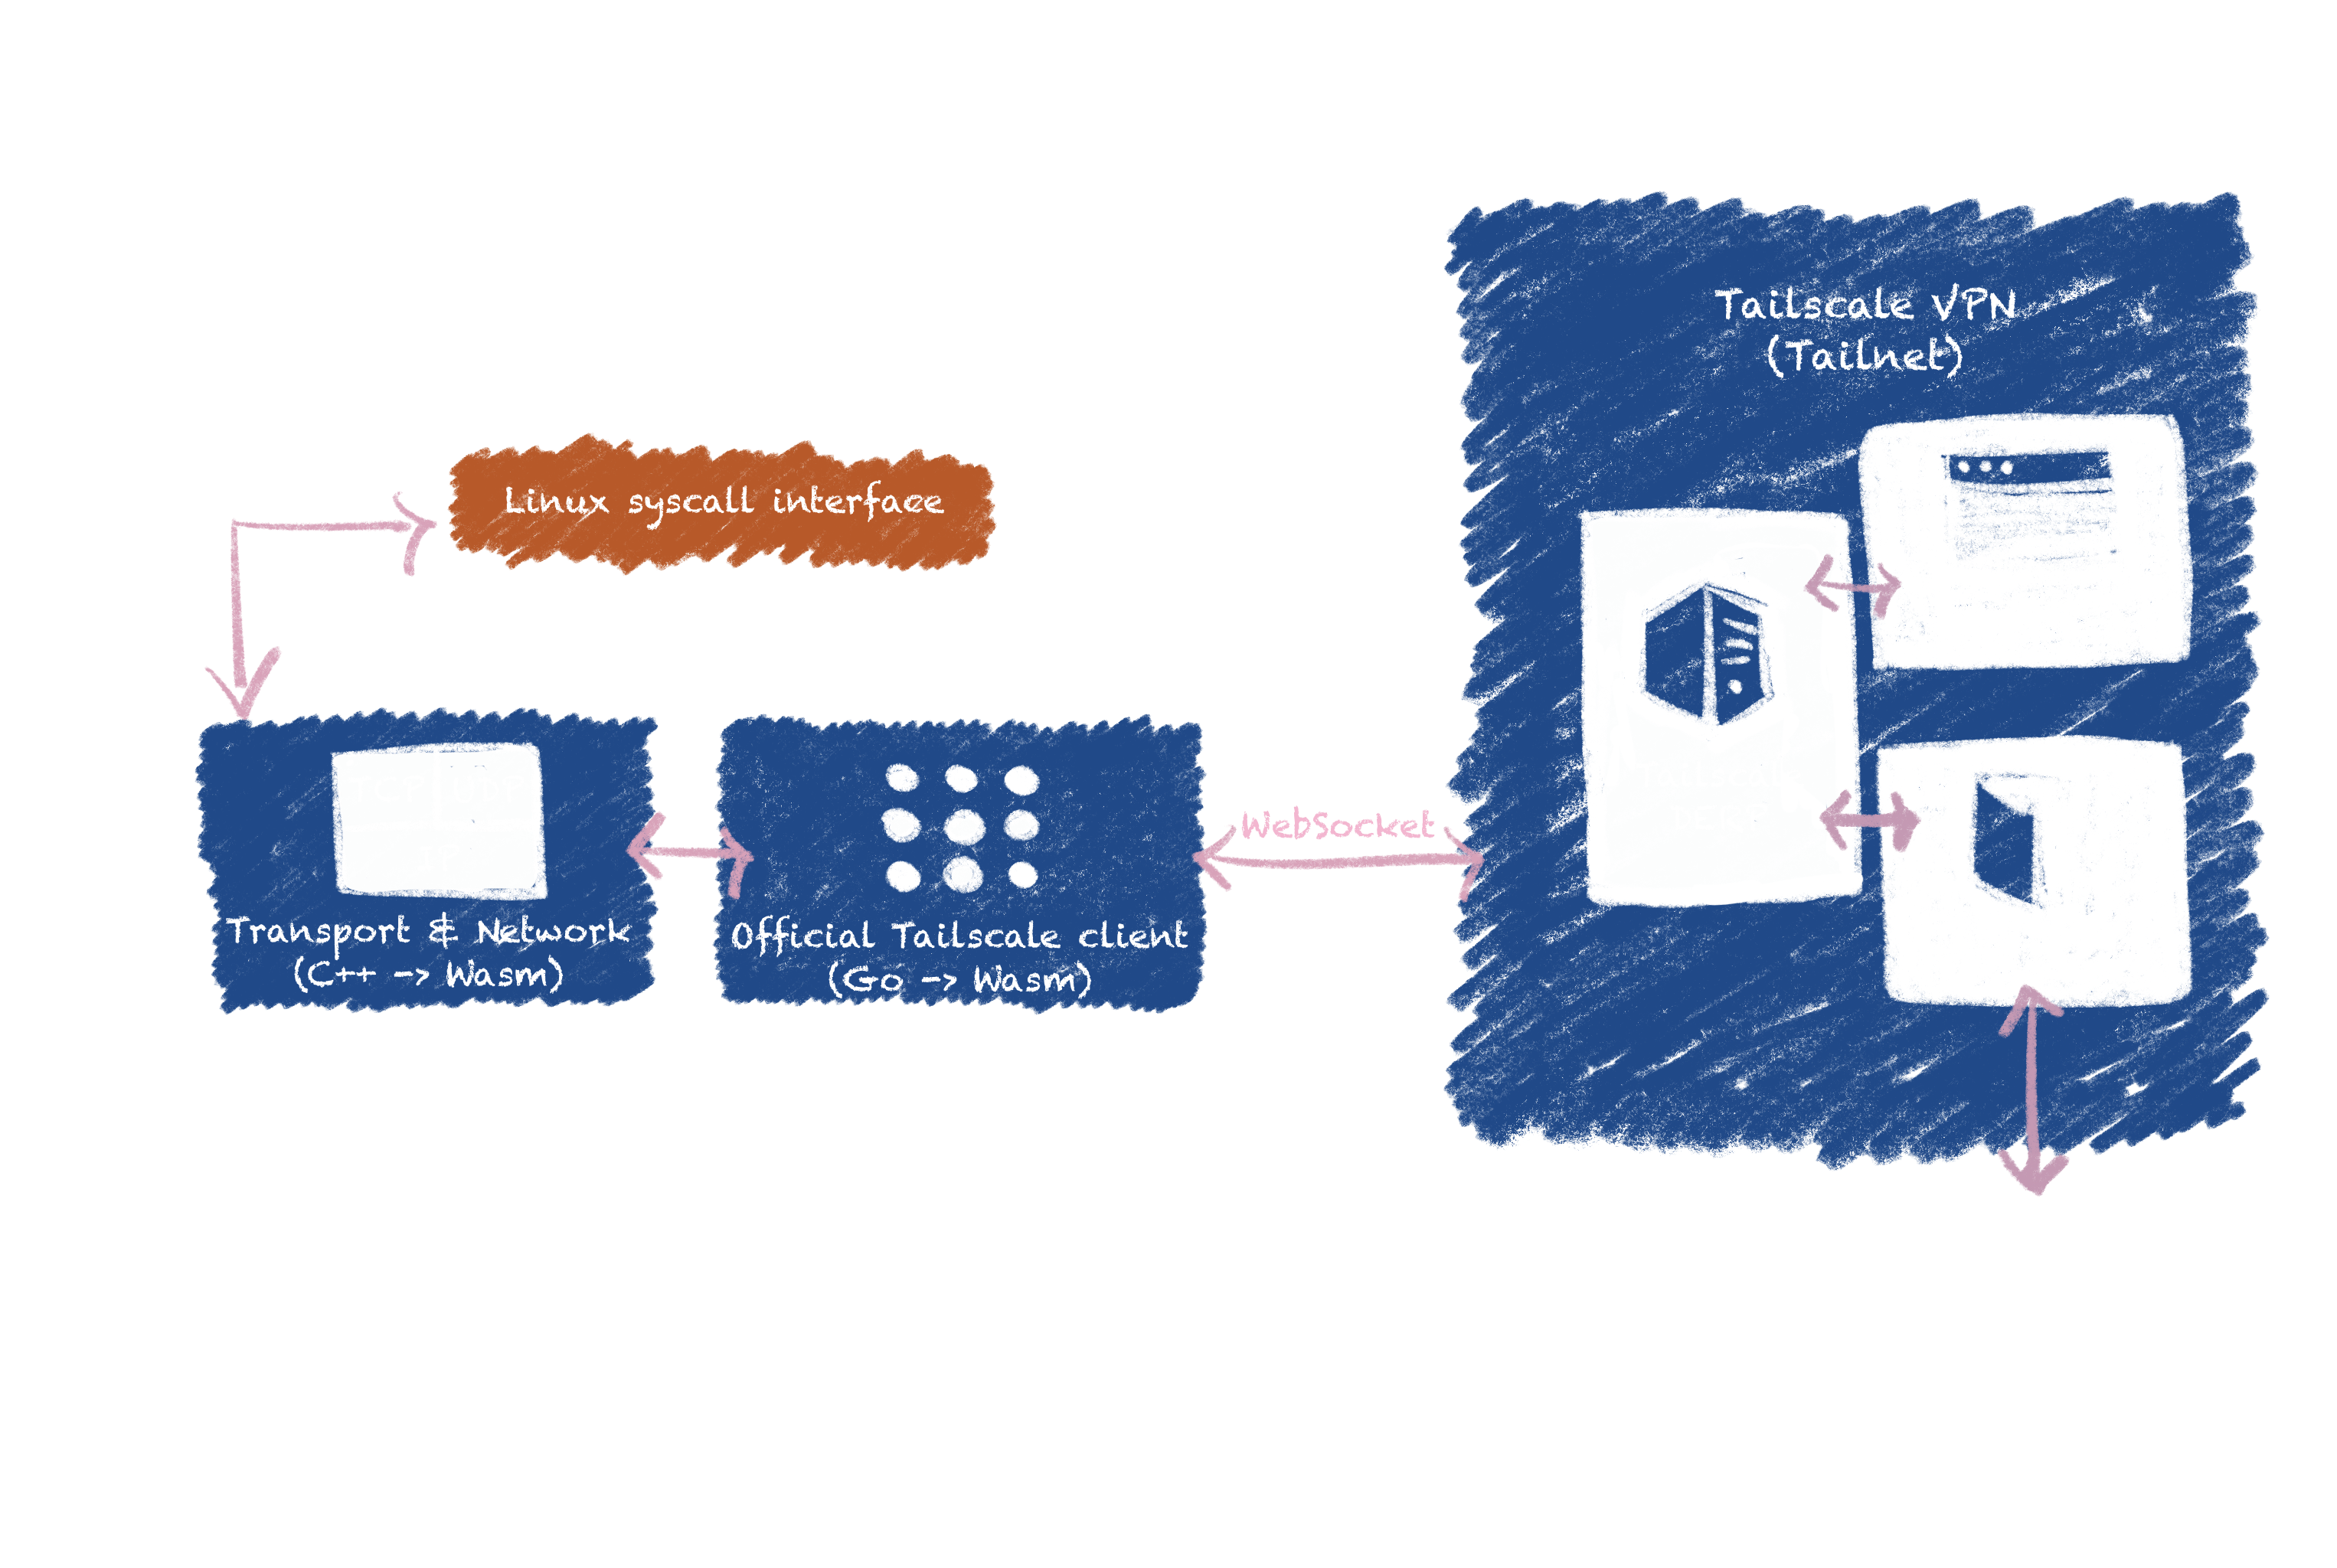 Tailscale VPN
(Tailnet)
Linux syscall interface
WebSocket
Transport & Network
(C++ -> Wasm)
Official Tailscale client
(Go -> Wasm)